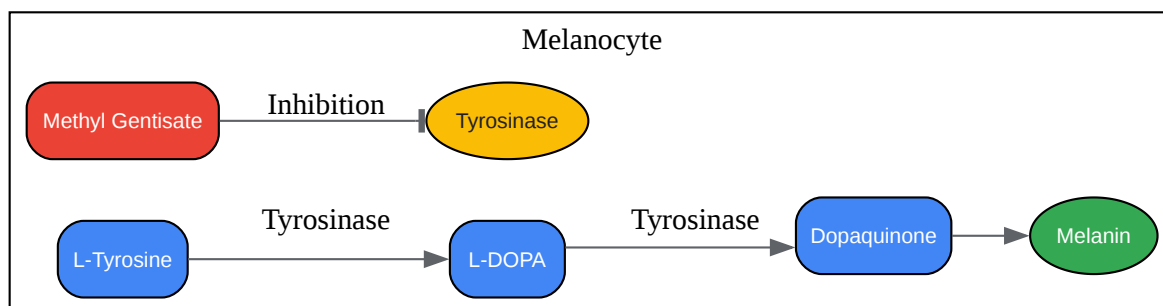 Melanocyte
Methyl Gentisate
Inhibition
Tyrosinase
L-Tyrosine
Tyrosinase
L-DOPA
Tyrosinase
Dopaquinone
Melanin